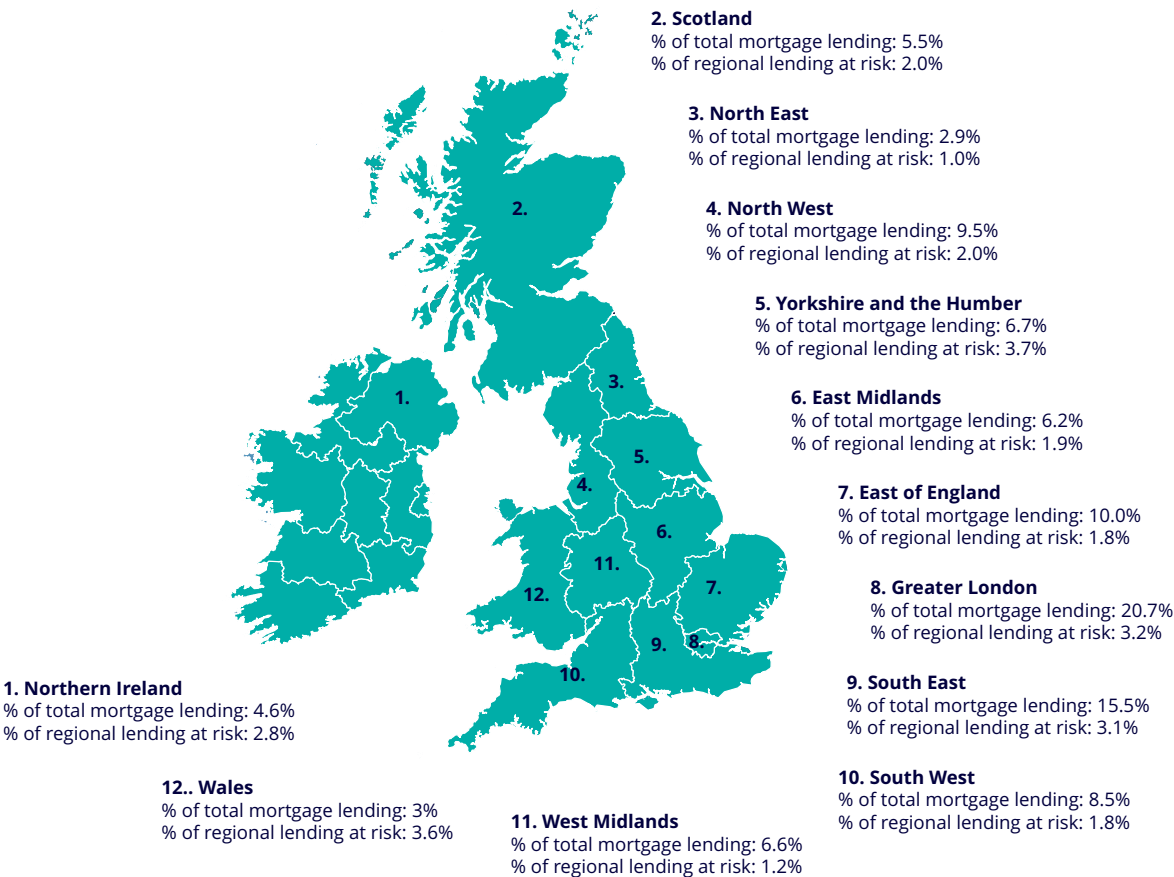 2. Scotland
% of total mortgage lending: 5.5%
% of regional lending at risk: 2.0%
3. North East
% of total mortgage lending: 2.9%
% of regional lending at risk: 1.0%
4. North West
% of total mortgage lending: 9.5%
% of regional lending at risk: 2.0%
5. Yorkshire and the Humber
% of total mortgage lending: 6.7%
% of regional lending at risk: 3.7%
6. East Midlands
% of total mortgage lending: 6.2%
% of regional lending at risk: 1.9%
7. East of England
% of total mortgage lending: 10.0%
% of regional lending at risk: 1.8%
8. Greater London
% of total mortgage lending: 20.7%
% of regional lending at risk: 3.2%
9. South East
% of total mortgage lending: 15.5%
% of regional lending at risk: 3.1%
10. South West
% of total mortgage lending: 8.5%
% of regional lending at risk: 1.8%
11. West Midlands
% of total mortgage lending: 6.6%
% of regional lending at risk: 1.2%
12.. Wales
% of total mortgage lending: 3%
% of regional lending at risk: 3.6%
1. Northern Ireland
% of total mortgage lending: 4.6%
% of regional lending at risk: 2.8%
2.
3.
1.
5.
4.
6.
11.
7.
12.
9.
8.
10.